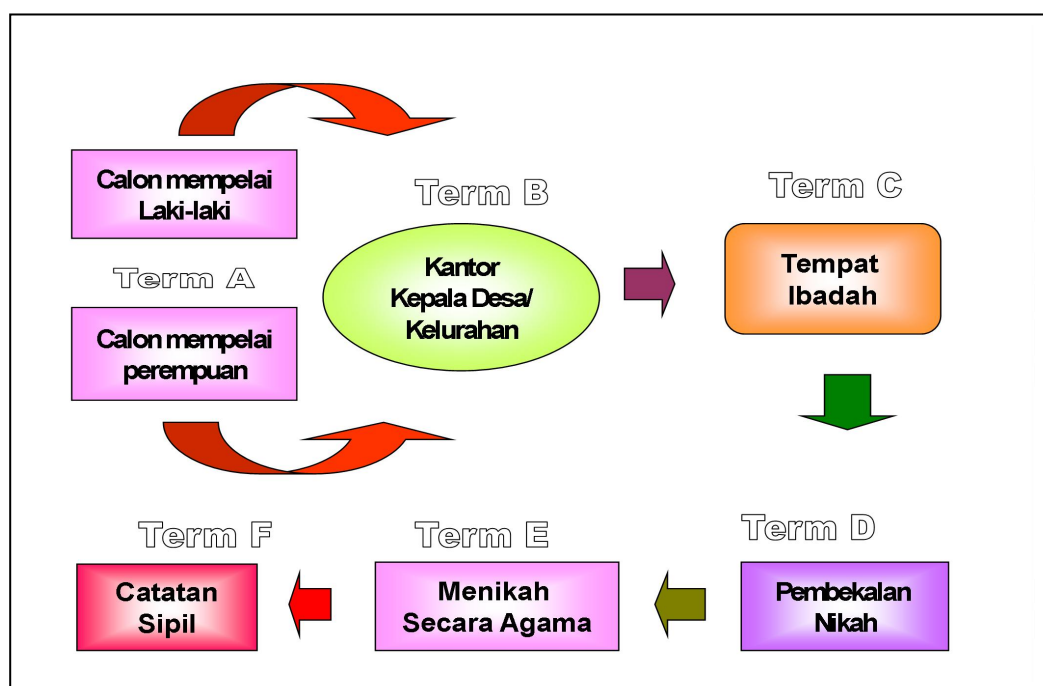 Calon mempelai
Laki-laki
Term A
Calon mempelai
perempuan
Term B
Kantor
Kepala Desa/
Kelurahan
Term C
Tempat
Ibadah
Term D
Pembekalan
Nikah
Term E
Menikah
Secara Agama
Term F
Catatan
Sipil